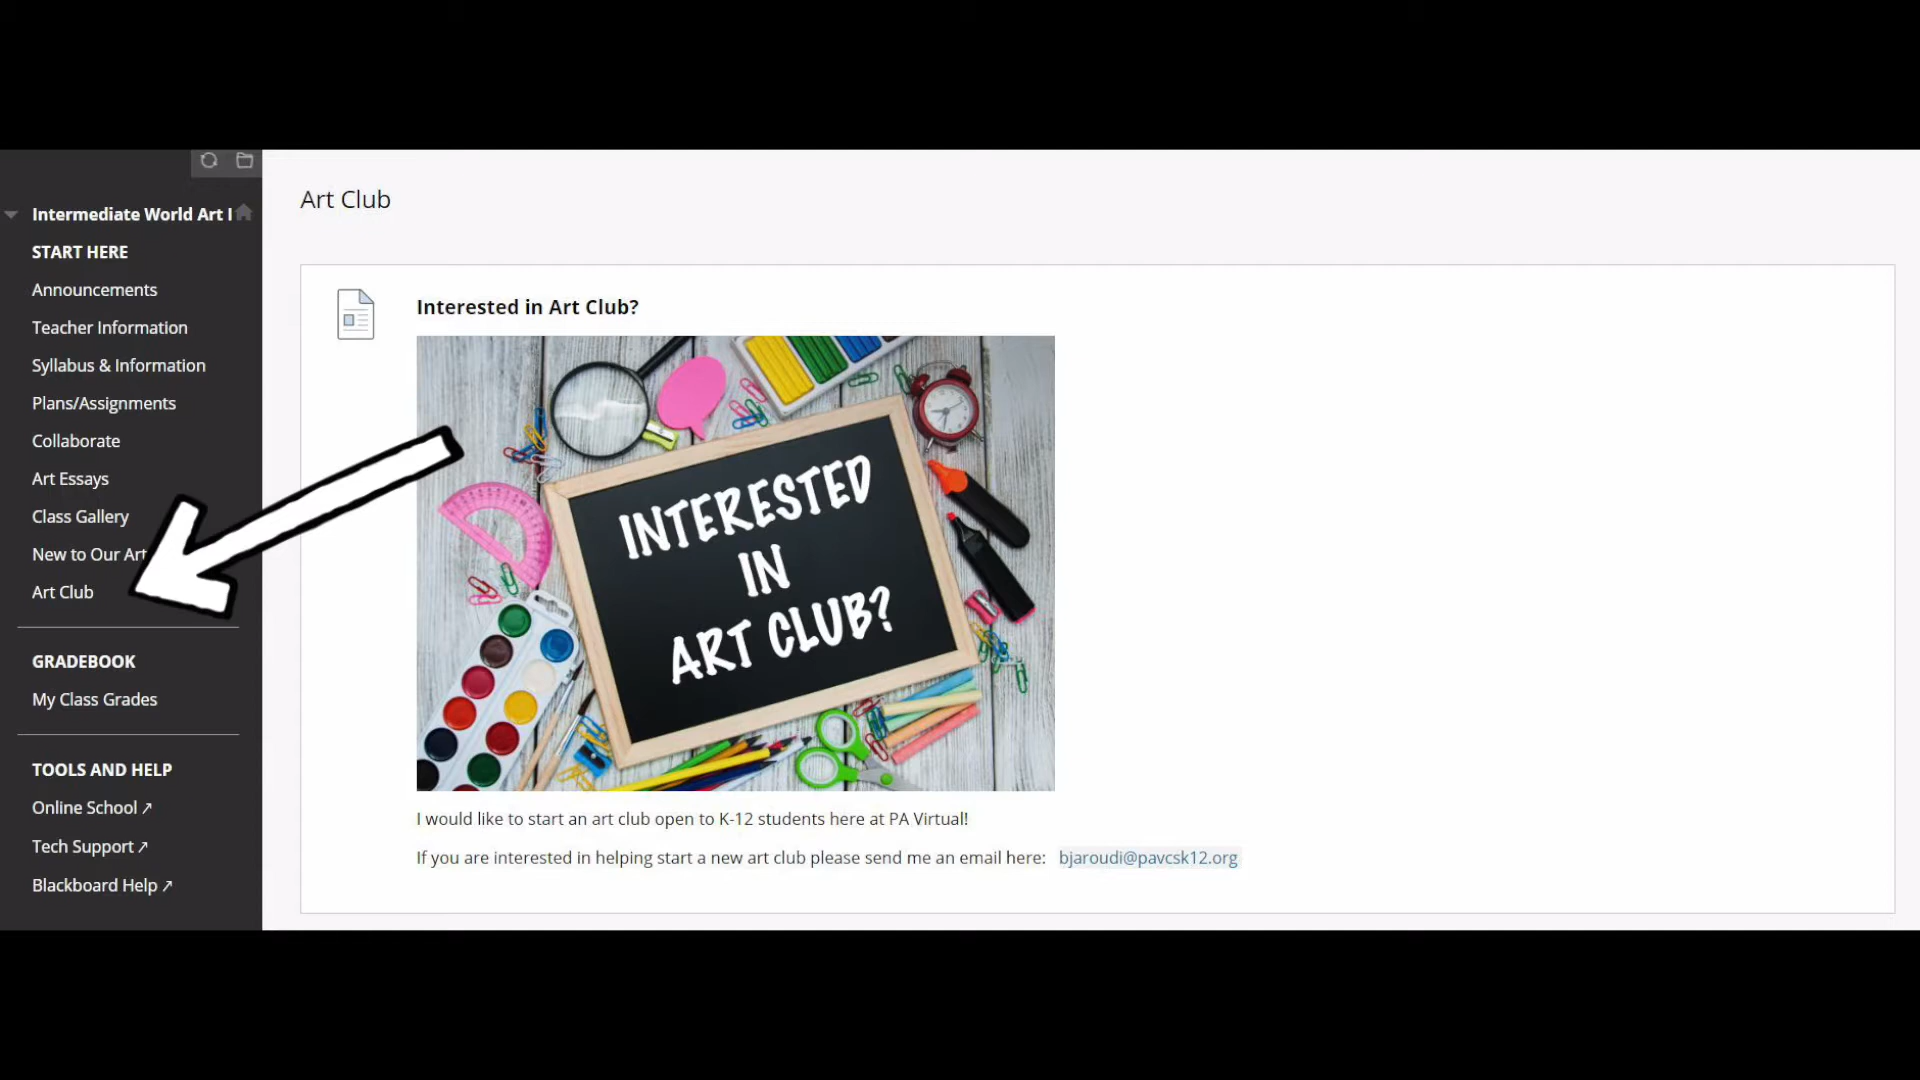 Intermediate World Art I
START HERE
Announcements
Teacher Information
Syllabus & Information
Plans/Assignments
Collaborate
Art Essays
Class Gallery
New to Our Art
Art Club
GRADEBOOK
My Class Grades
TOOLS AND HELP
Online School
Tech Support
Blackboard Help
Art Club
Interested in Art Club?
INTERESTED
IN
ART CLUB?
I would like to start an art club open to K-12 students here at PA Virtual!
If you are interested in helping start a new art club please send me an email here: bjaroudi@pavcsk12.org